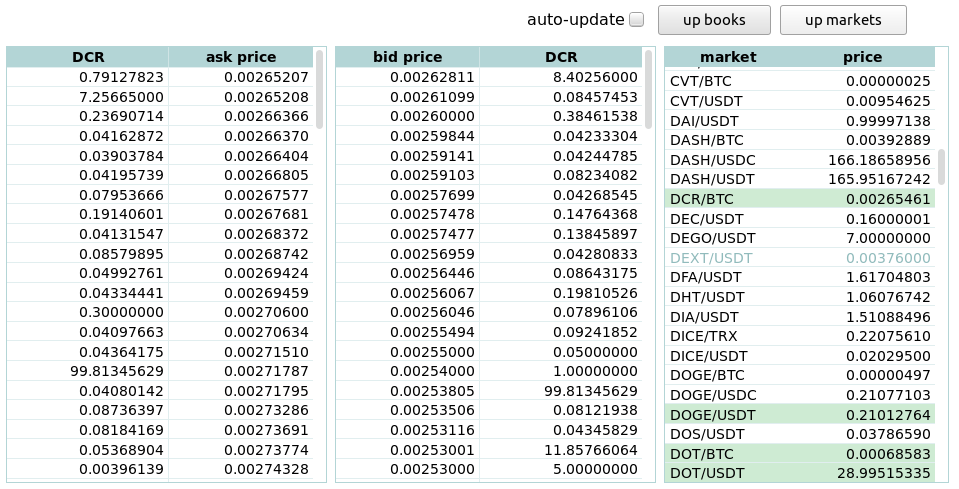 auto-update up books up markets
DCR ask price bid price DCR market price
0.79127823 0.00265207 0.00262811 8.40256000 CVT/BTC 0.00000025
7.25665000 0.00265208 0.00261099 0.08457453 CVT/USDT 0.00954625
0.23690714 0.00266366 0.00260000 0.38461538 DAI/USDT 0.99997138
0.04162872 0.00266370 0.00259844 0.04233304 DASH/BTC 0.00392889
0.03903784 0.00266404 0.00259141 0.04244785 DASH/USDC 166.18658956
0.04195739 0.00266805 0.00259103 0.08234082 DASH/USDT 165.95167242
0.07953666 0.00267577 0.00257699 0.04268545 DCR/BTC 0.00265461
0.19140601 0.00267681 0.00257478 0.14764368 DEC/USDT 0.16000001
0.04131547 0.00268372 0.00257477 0.13845897 DEGO/USDT 7.00000000
0.08579895 0.00268742 0.00256959 0.04280833 DEXT/USDT 0.00376000
0.04992761 0.00269424 0.00256446 0.08643175 DFA/USDT 1.61704803
0.04334441 0.00269459 0.00256067 0.19810526 DHT/USDT 1.06076742
0.30000000 0.00270600 0.00256046 0.07896106 DIA/USDT 1.51088496
0.04097663 0.00270634 0.00255494 0.09241852 DICE/TRX 0.22075610
0.04364175 0.00271510 0.00255000 0.05000000 DICE/USDT 0.02029500
99.81345629 0.00271787 0.00254000 1.00000000 DOGE/BTC 0.00000497
0.04080142 0.00271795 0.00253805 99.81345629 DOGE/USDC 0.21077103
0.08736397 0.00273286 0.00253506 0.08121938 DOGE/USDT 0.21012764
0.08184169 0.00273691 0.00253116 0.04345829 DOS/USDT 0.03786590
0.05368904 0.00273774 0.00253001 11.85766064 DOT/BTC 0.00068583
0.00396139 0.00274328 0.00253000 5.00000000 DOT/USDT 28.99515335